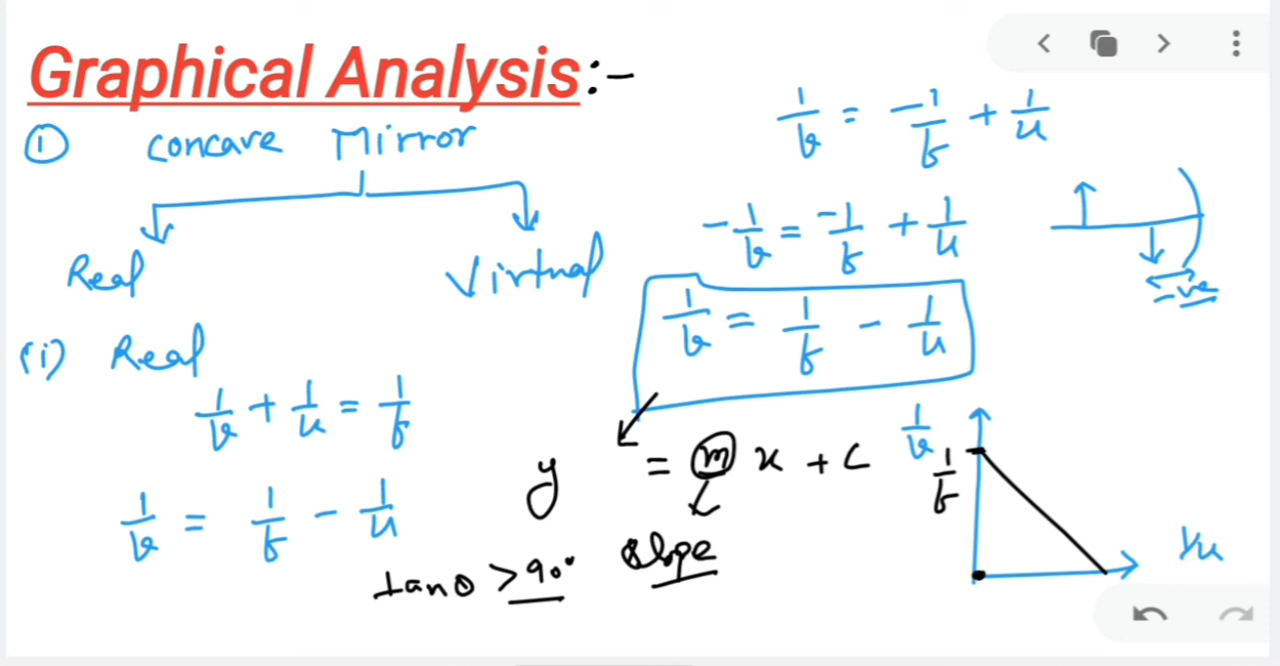 Graphical Analysis:-
① Concave Mirror
Real Virtual
(i) Real
1/v + 1/u = 1/f
1/v = 1/f - 1/u
1/v = -1/f + 1/u
-1/v = -1/f + 1/u
1/v = 1/f - 1/u
-ve
y = m x + c
slope
tanθ > 90°
1/v
1/f
1/u